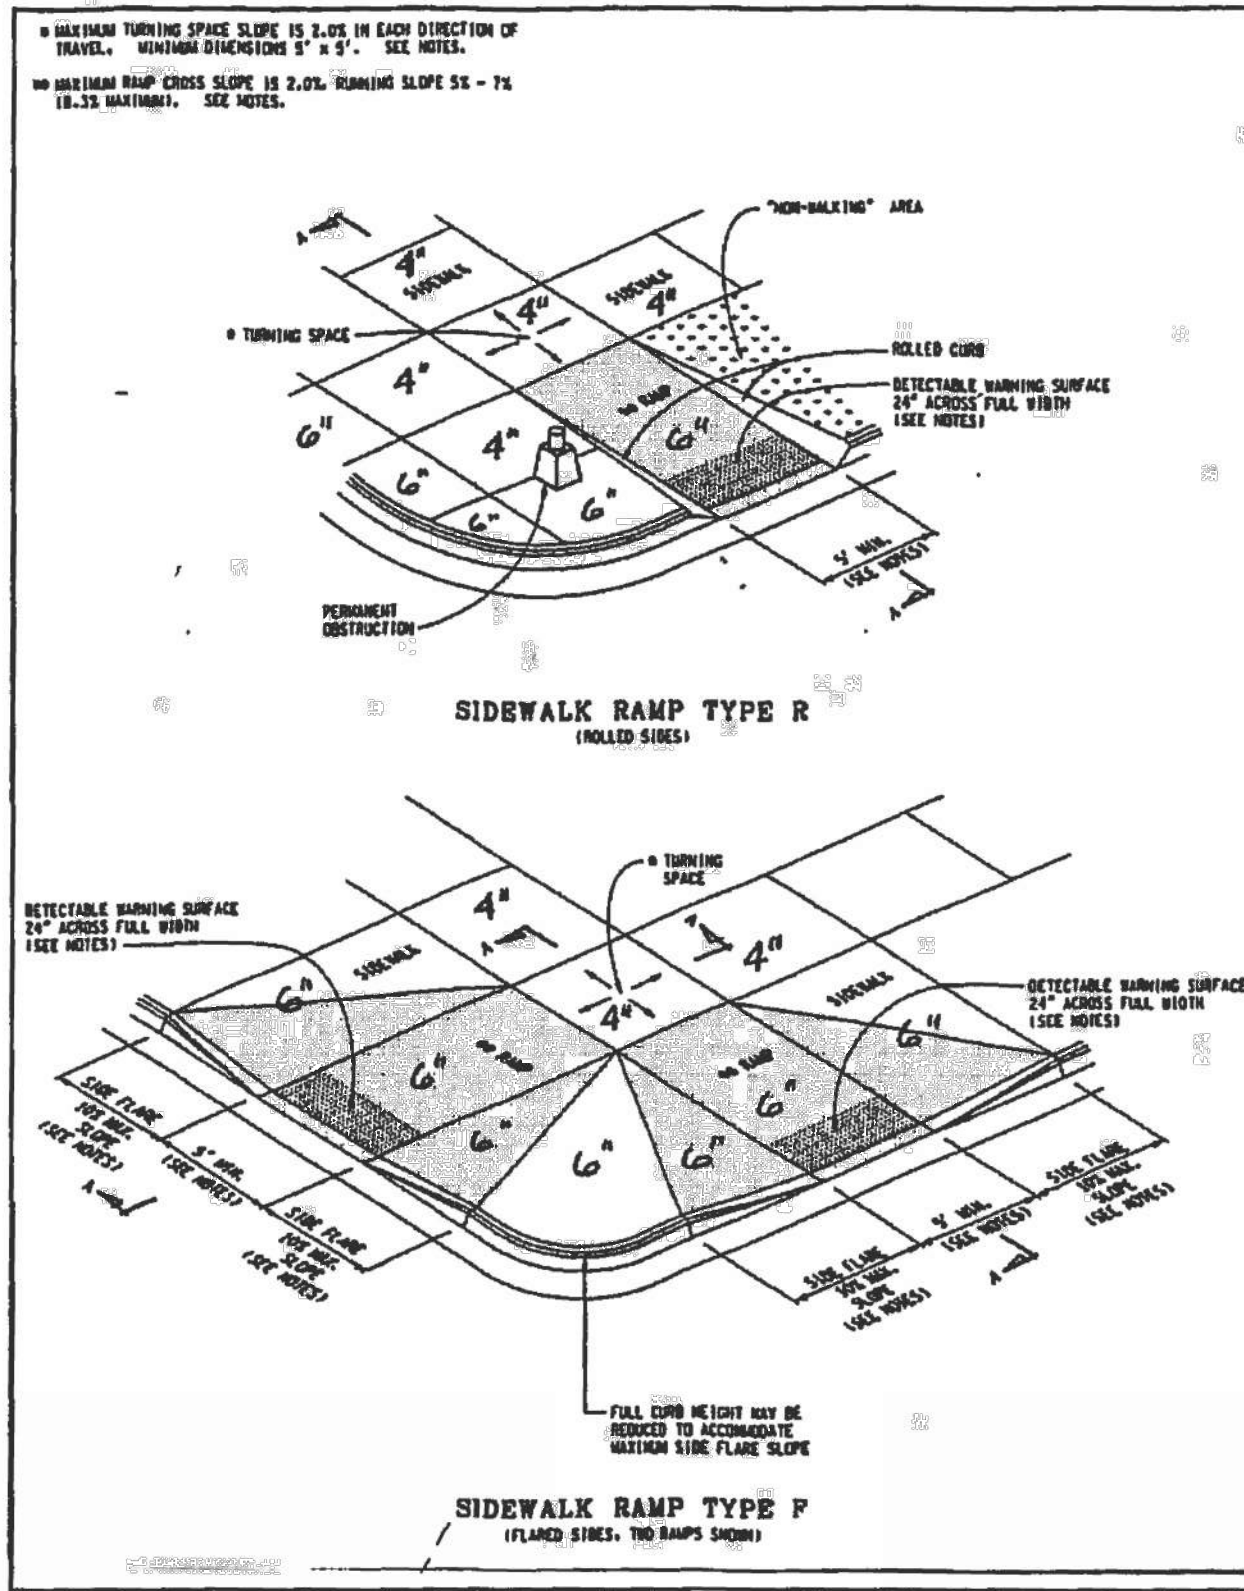 * MAXIMUM TURNING SPACE SLOPE IS 2.0% IN EACH DIRECTION OF
TRAVEL. MINIMUM DIMENSIONS 5' x 5'. SEE NOTES.
** MAXIMUM RAMP CROSS SLOPE IS 2.0%, RUNNING SLOPE 5% - 7%
(8.3% MAXIMUM). SEE NOTES.
"NON-WALKING" AREA
A
4"
SIDEWALK
SIDEWALK
4"
4"
* TURNING SPACE
ROLLED CURB
4"
** RAMP
DETECTABLE WARNING SURFACE
24" ACROSS FULL WIDTH
(SEE NOTES)
6"
4"
6"
6"
6"
6"
5' MIN.
(SEE NOTES)
A
PERMANENT
OBSTRUCTION
SIDEWALK RAMP TYPE R
(ROLLED SIDES)
* TURNING
SPACE
4"
DETECTABLE WARNING SURFACE
24" ACROSS FULL WIDTH
(SEE NOTES)
A
A
4"
SIDEWALK
SIDEWALK
6"
4"
DETECTABLE WARNING SURFACE
24" ACROSS FULL WIDTH
(SEE NOTES)
6"
** RAMP
** RAMP
6"
6"
6"
6"
6"
SIDE FLARE
10% MAX.
SLOPE
(SEE NOTES)
5' MIN.
(SEE NOTES)
SIDE FLARE
10% MAX.
SLOPE
(SEE NOTES)
A
SIDE FLARE
10% MAX.
SLOPE
(SEE NOTES)
5' MIN.
(SEE NOTES)
SIDE FLARE
10% MAX.
SLOPE
(SEE NOTES)
A
FULL CURB HEIGHT MAY BE
REDUCED TO ACCOMMODATE
MAXIMUM SIDE FLARE SLOPE
SIDEWALK RAMP TYPE F
(FLARED SIDES, TWO RAMPS SHOWN)